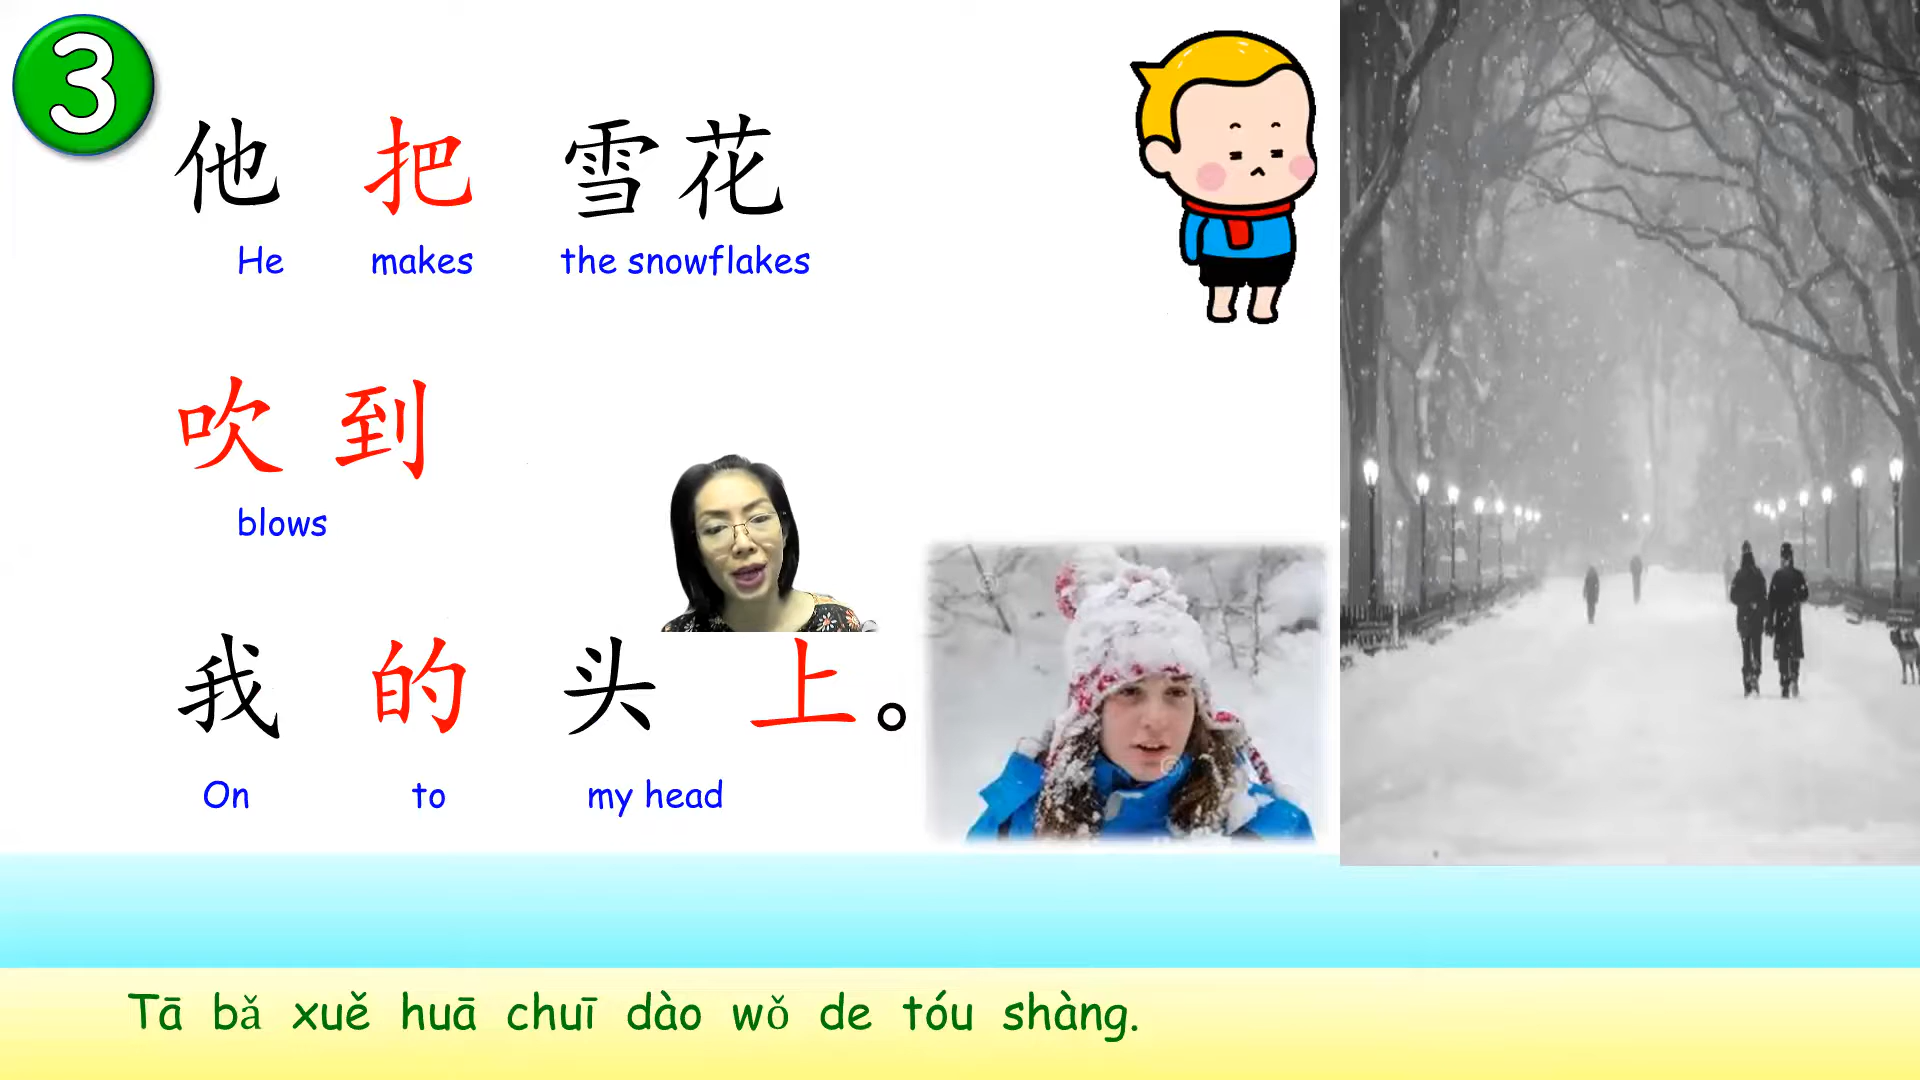 3
他 把 雪花
He makes the snowflakes
吹 到
blows
我 的 头 上。
On to my head
Tā bǎ xuě huā chuī dào wǒ de tóu shàng.